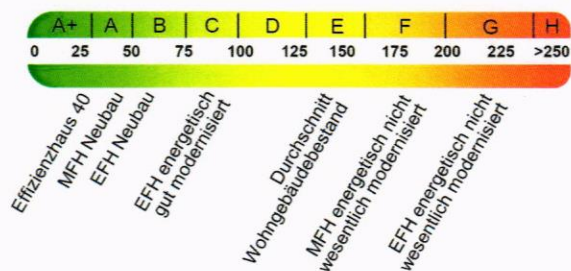 A+ A B C D E F G H
0 25 50 75 100 125 150 175 200 225 >250
Effizienzhaus 40
MFH Neubau
EFH Neubau
EFH energetisch
gut modernisiert
Durchschnitt
Wohngebäudebestand
MFH energetisch nicht
wesentlich modernisiert
EFH energetisch nicht
wesentlich modernisiert